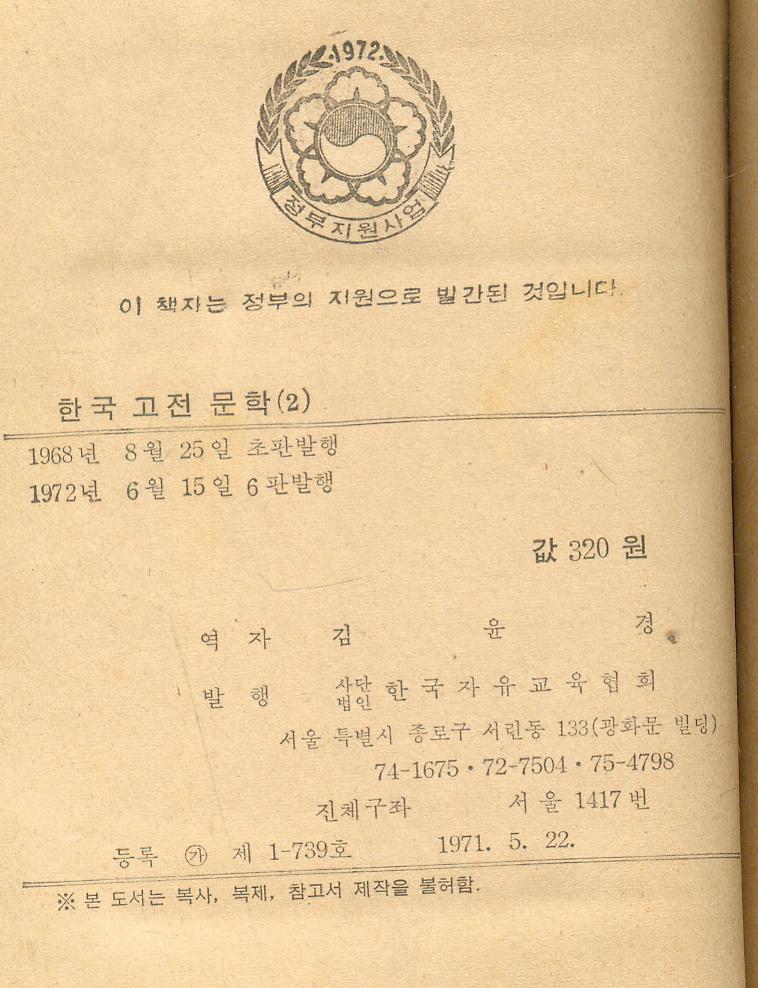 ·1972·
정부지원사업
이 책자는 정부의 지원으로 발간된 것입니다.
한국 고전 문학(2)
1968년 8월 25일 초판발행
1972년 6월 15일 6판발행
값 320 원
역 자 김 윤 경
발 행 사단법인 한국자유교육협회
서울 특별시 종로구 서린동 133(광화문 빌딩)
74-1675·72-7504·75-4798
진체구좌 서울 1417번
등록 ㉮ 제 1-739호 1971. 5. 22.
※ 본 도서는 복사, 복제, 참고서 제작을 불허함.